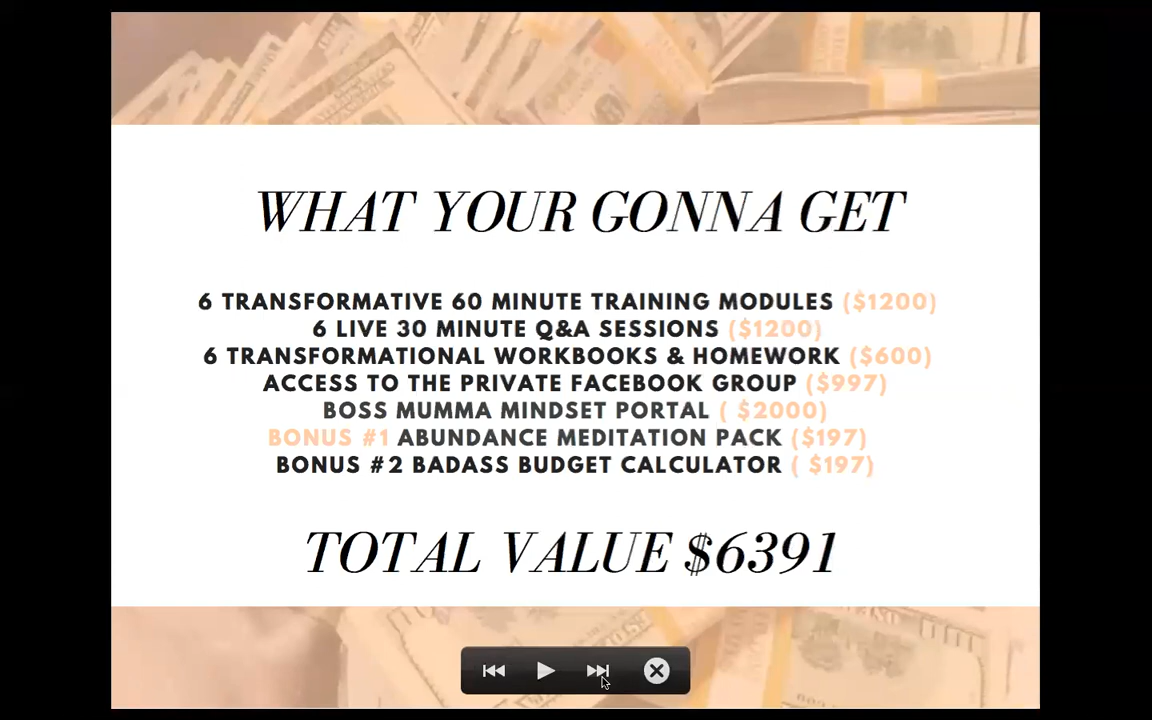 WHAT YOUR GONNA GET
6 TRANSFORMATIVE 60 MINUTE TRAINING MODULES ($1200)
6 LIVE 30 MINUTE Q&A SESSIONS ($1200)
6 TRANSFORMATIONAL WORKBOOKS & HOMEWORK ($600)
ACCESS TO THE PRIVATE FACEBOOK GROUP ($997)
BOSS MUMMA MINDSET PORTAL ( $2000)
BONUS #1 ABUNDANCE MEDITATION PACK ($197)
BONUS #2 BADASS BUDGET CALCULATOR ( $197)
TOTAL VALUE $6391